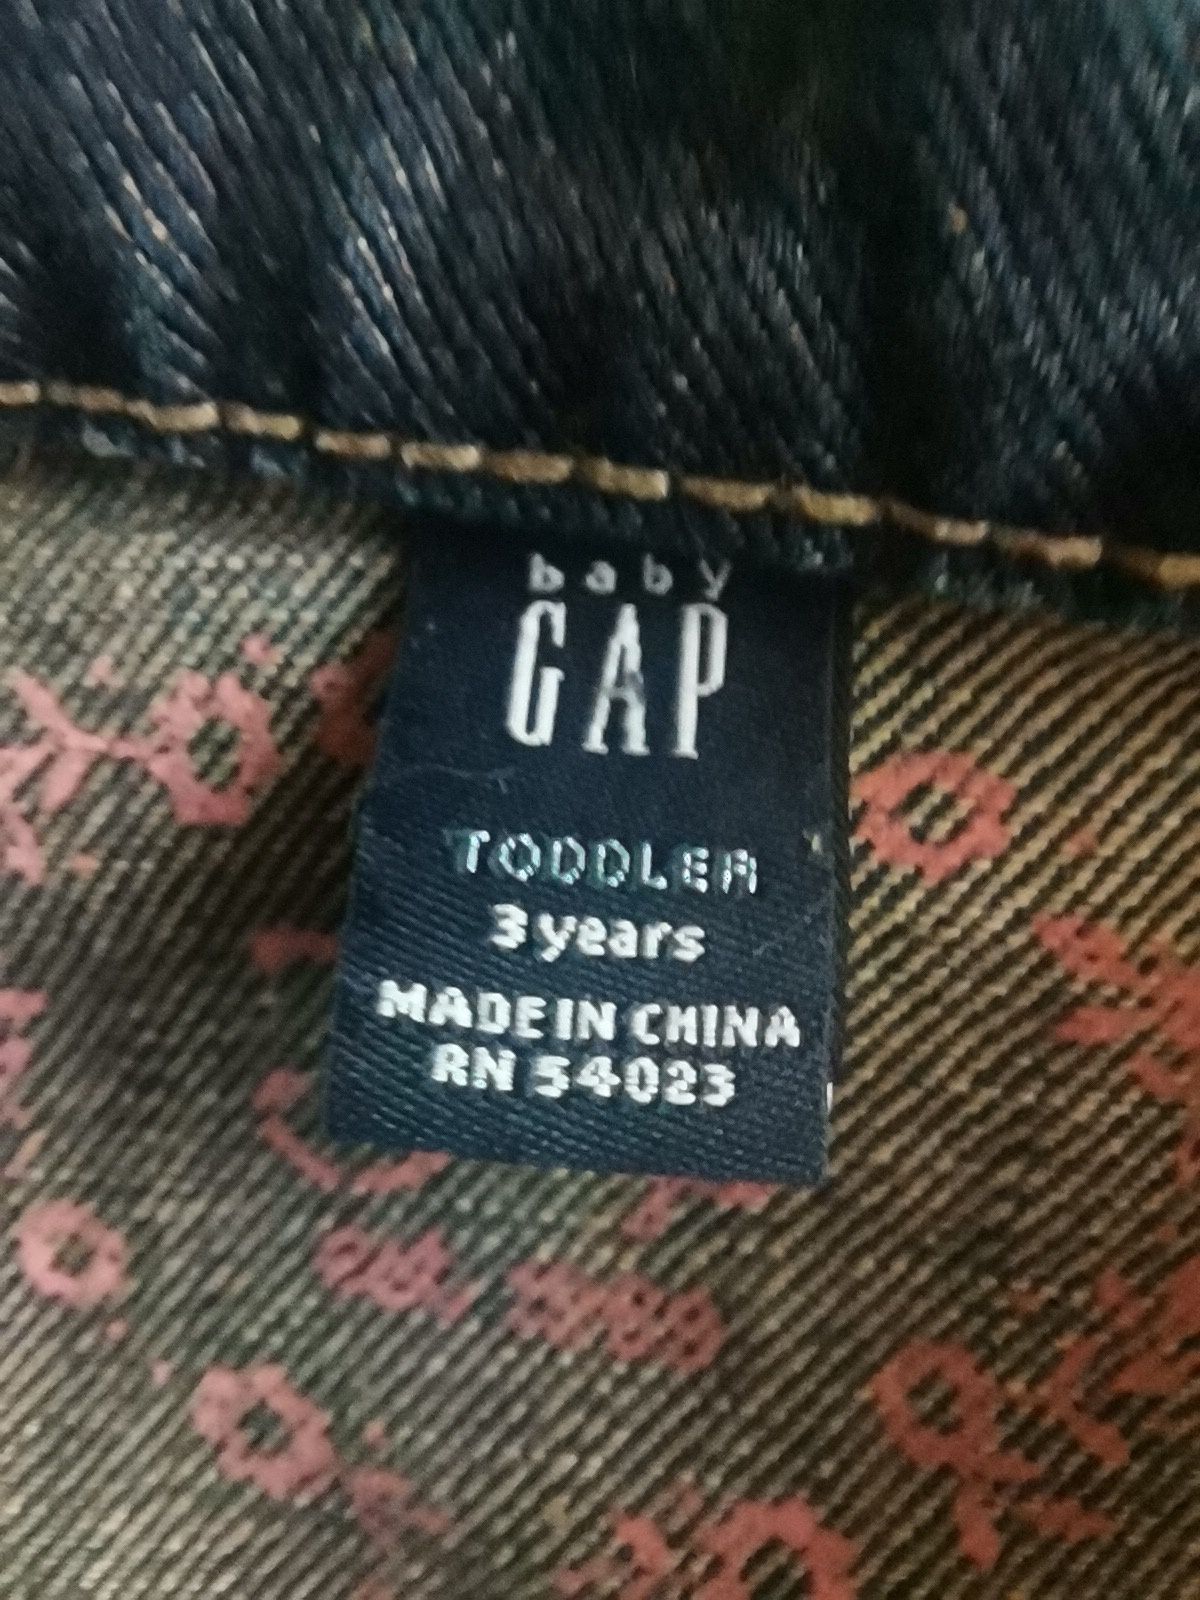 baby
GAP
TODDLER
3 years
MADE IN CHINA
RN 54023